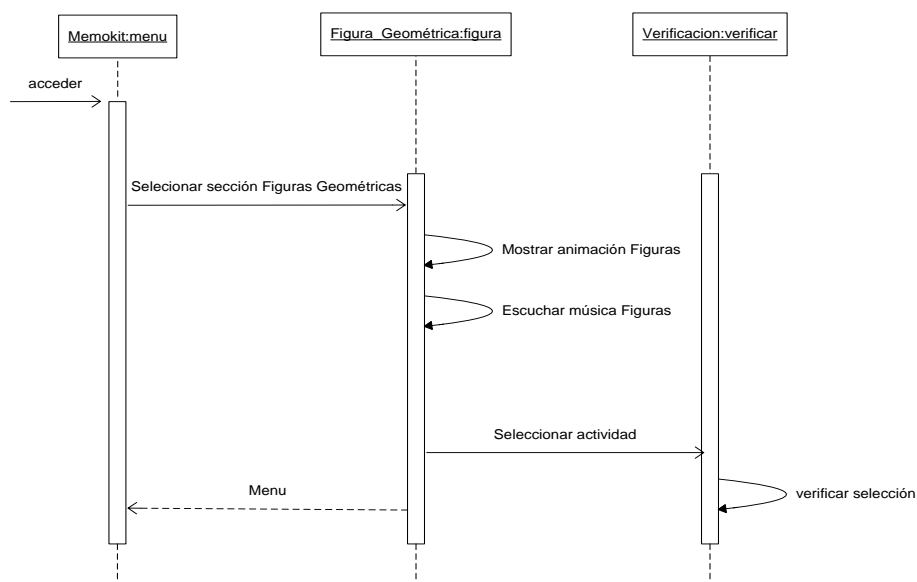 Memokit:menu
Figura_Geométrica:figura
Verificacion:verificar
acceder
Selecionar sección Figuras Geométricas
Mostrar animación Figuras
Escuchar música Figuras
Seleccionar actividad
Menu
verificar selección